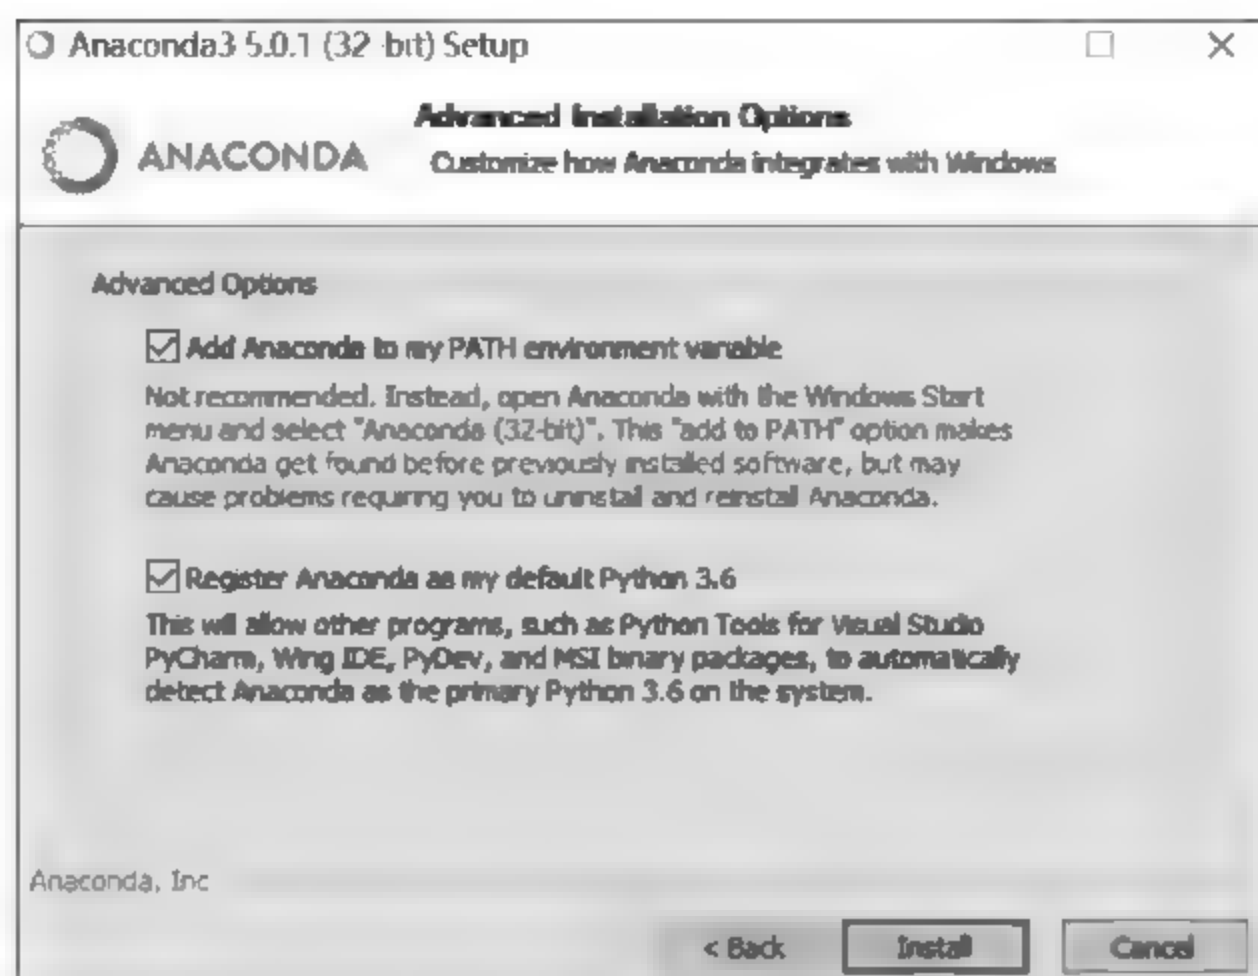 Anaconda3 5.0.1 (32-bit) Setup
ANACONDA
Advanced Installation Options
Customize how Anaconda integrates with Windows
Advanced Options
Add Anaconda to my PATH environment variable
Not recommended. Instead, open Anaconda with the Windows Start
menu and select "Anaconda (32-bit)". This "add to PATH" option makes
Anaconda get found before previously installed software, but may
cause problems requiring you to uninstall and reinstall Anaconda.
Register Anaconda as my default Python 3.6
This will allow other programs, such as Python Tools for Visual Studio
PyCharm, Wing IDE, PyDev, and MSI binary packages, to automatically
detect Anaconda as the primary Python 3.6 on the system.
Anaconda, Inc
< Back
Install
Cancel